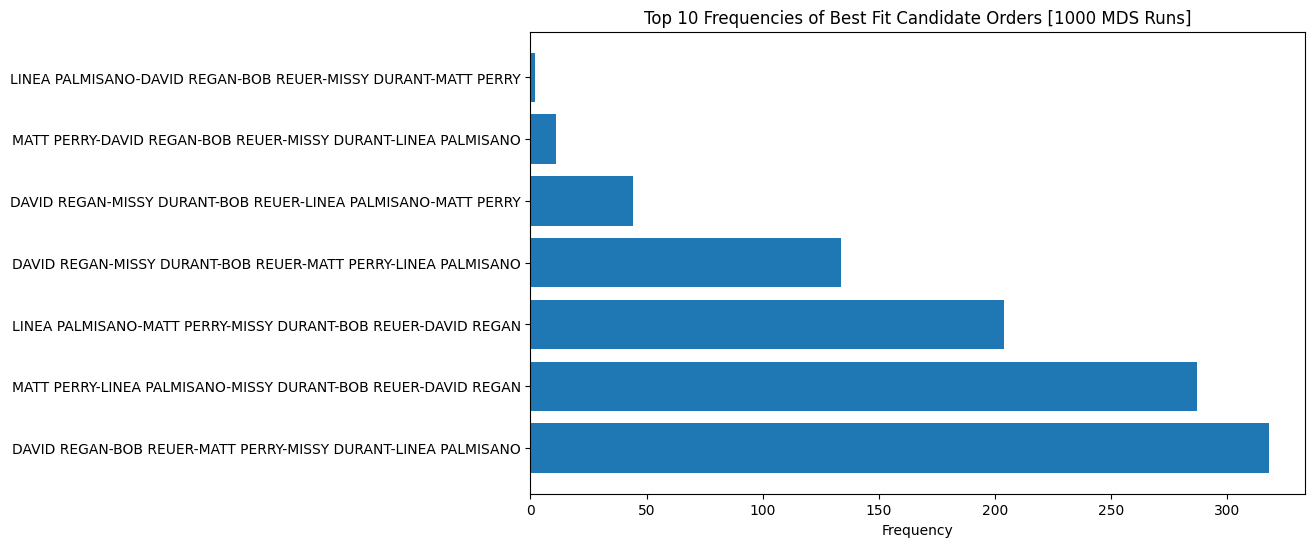 Top 10 Frequencies of Best Fit Candidate Orders [1000 MDS Runs]
LINEA PALMISANO-DAVID REGAN-BOB REUER-MISSY DURANT-MATT PERRY
MATT PERRY-DAVID REGAN-BOB REUER-MISSY DURANT-LINEA PALMISANO
DAVID REGAN-MISSY DURANT-BOB REUER-LINEA PALMISANO-MATT PERRY
DAVID REGAN-MISSY DURANT-BOB REUER-MATT PERRY-LINEA PALMISANO
LINEA PALMISANO-MATT PERRY-MISSY DURANT-BOB REUER-DAVID REGAN
MATT PERRY-LINEA PALMISANO-MISSY DURANT-BOB REUER-DAVID REGAN
DAVID REGAN-BOB REUER-MATT PERRY-MISSY DURANT-LINEA PALMISANO
0 50 100 150 200 250 300
Frequency